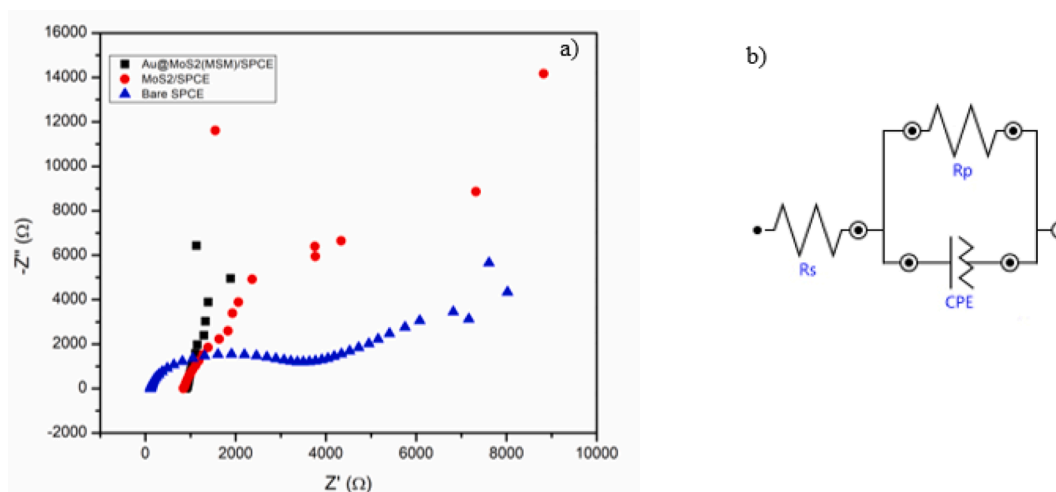 a)
b)
16000
14000
12000
10000
8000
6000
4000
2000
0
-2000
-Z'' (Ω)
Au@MoS2(MSM)/SPCE
MoS2/SPCE
Bare SPCE
0
2000
4000
6000
8000
10000
Z' (Ω)
Rp
Rs
CPE